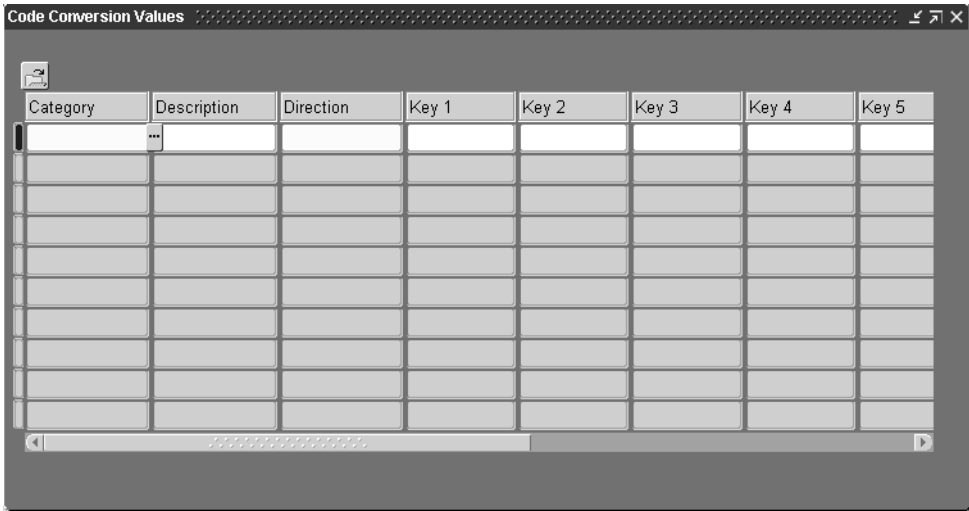 Code Conversion Values
Category Description Direction Key 1 Key 2 Key 3 Key 4 Key 5
...